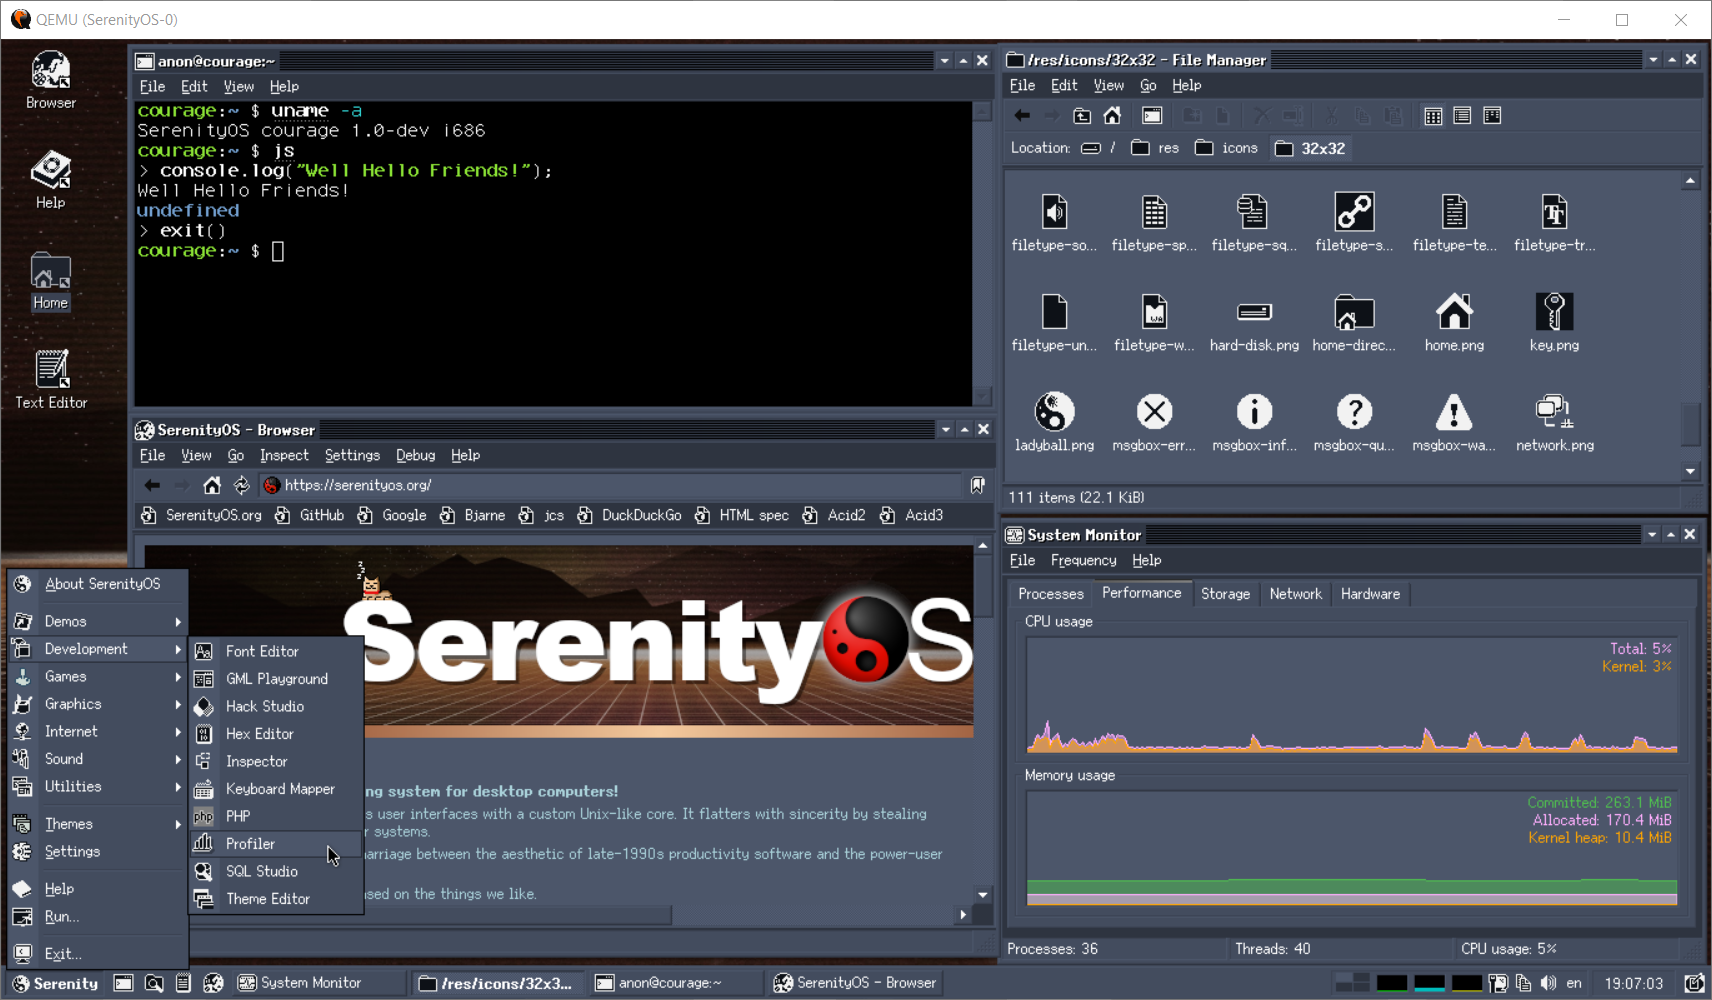 QEMU (SerenityOS-0)
Browser
Help
Home
Text Editor
anon@courage:~
File Edit View Help
courage:~ $ uname -a
SerenityOS courage 1.0-dev i686
courage:~ $ js
> console.log("Well Hello Friends!");
Well Hello Friends!
undefined
> exit()
courage:~ $
/res/icons/32x32 - File Manager
File Edit View Go Help
Location: / res icons 32x32
filetype-so... filetype-sp... filetype-sq... filetype-s... filetype-te... filetype-tr...
filetype-un... filetype-w... hard-disk.png home-direc... home.png key.png
ladyball.png msgbox-err... msgbox-inf... msgbox-qu... msgbox-wa... network.png
111 items (22.1 KiB)
SerenityOS - Browser
File View Go Inspect Settings Debug Help
https://serenityos.org/
SerenityOS.org GitHub Google Bjarne jcs DuckDuckGo HTML spec Acid2 Acid3
z
z
z
SerenityOS
ng system for desktop computers!
s user interfaces with a custom Unix-like core. It flatters with sincerity by stealing
r systems.
arriage between the aesthetic of late-1990s productivity software and the power-user
sed on the things we like.
System Monitor
File Frequency Help
Processes Performance Storage Network Hardware
CPU usage
Total: 5%
Kernel: 3%
Memory usage
Committed: 263.1 MiB
Allocated: 170.4 MiB
Kernel heap: 10.4 MiB
Processes: 36 Threads: 40 CPU usage: 5%
About SerenityOS
Demos
Development
Games
Graphics
Internet
Sound
Utilities
Themes
Settings
Help
Run...
Exit...
Font Editor
GML Playground
Hack Studio
Hex Editor
Inspector
Keyboard Mapper
php PHP
Profiler
SQL Studio
Theme Editor
Serenity System Monitor /res/icons/32x3... anon@courage:~ SerenityOS - Browser en 19:07:03